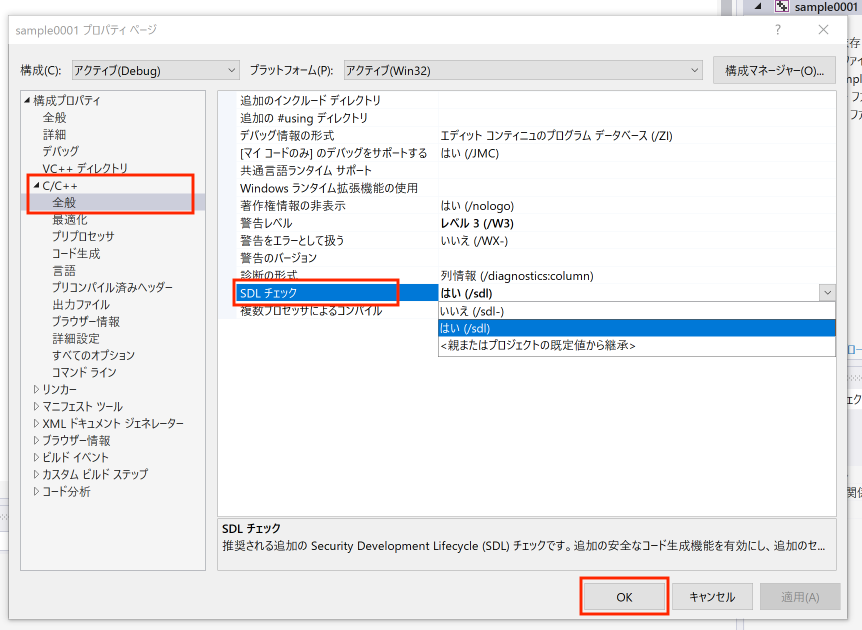 sample0001
sample0001 プロパティ ページ
?
構成(C):
アクティブ(Debug)
プラットフォーム(P):
アクティブ(Win32)
構成マネージャー(O)...
構成プロパティ
全般
詳細
デバッグ
VC++ ディレクトリ
C/C++
全般
最適化
プリプロセッサ
コード生成
言語
プリコンパイル済みヘッダー
出力ファイル
ブラウザー情報
詳細設定
すべてのオプション
コマンド ライン
リンカー
マニフェスト ツール
XML ドキュメント ジェネレーター
ブラウザー情報
ビルド イベント
カスタム ビルド ステップ
コード分析
追加のインクルード ディレクトリ
追加の #using ディレクトリ
デバッグ情報の形式 エディット コンティニュのプログラム データベース (/ZI)
[マイ コードのみ] のデバッグをサポートする はい (/JMC)
共通言語ランタイム サポート
Windows ランタイム拡張機能の使用
著作権情報の非表示 はい (/nologo)
警告レベル レベル 3 (/W3)
警告をエラーとして扱う いいえ (/WX-)
警告のバージョン
診断の形式 列情報 (/diagnostics:column)
SDL チェック はい (/sdl)
複数プロセッサによるコンパイル
いいえ (/sdl-)
はい (/sdl)
<親またはプロジェクトの既定値から継承>
SDL チェック
推奨される追加の Security Development Lifecycle (SDL) チェックです。追加の安全なコード生成機能を有効にし、追加のセ...
OK
キャンセル
適用(A)